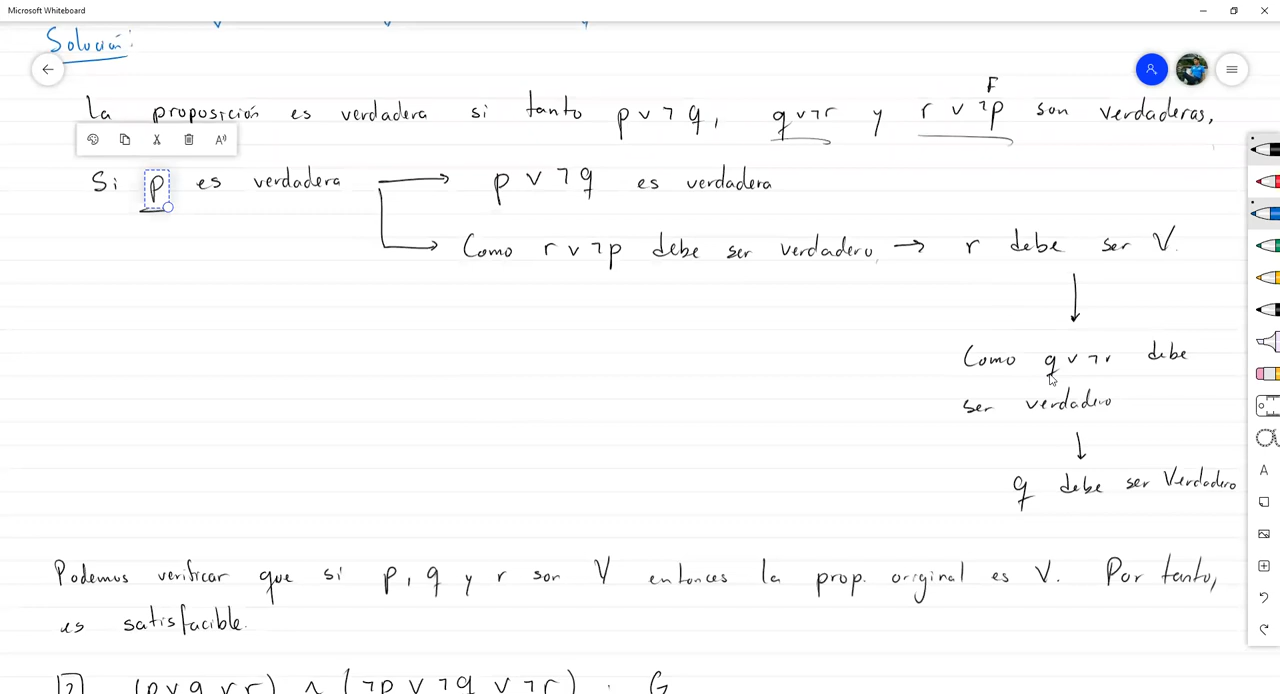 Microsoft Whiteboard
Solución:
F
La proposición es verdadera si tanto p ∨ ¬q, q ∨ ¬r y r ∨ ¬p son verdaderas,
Si p es verdadera → p ∨ ¬q es verdadera
Como r ∨ ¬p debe ser verdadero, → r debe ser V.
Como q ∨ ¬r debe
ser verdadero
q debe ser Verdadero
Podemos verificar que si p, q y r son V entonces la prop. original es V. Por tanto,
es satisfacible.
2 (p ∨ q ∨ r) ∧ (¬p ∨ ¬q ∨ ¬r) :